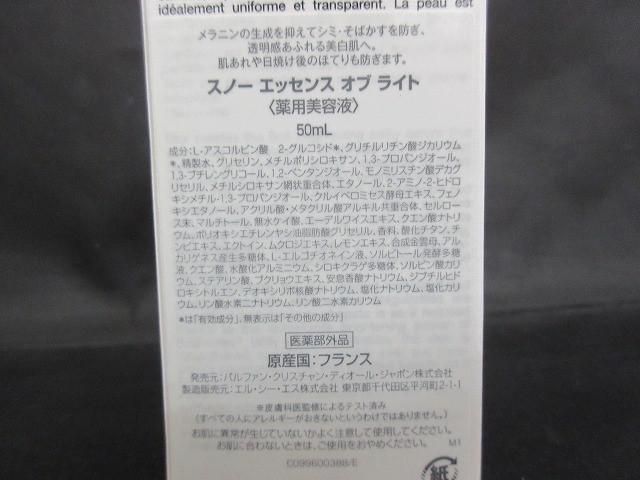 idéalement uniforme et transparent. La peau est
メラニンの生成を抑えてシミ・そばかすを防ぎ、
透明感あふれる美白肌へ。
肌あれや日焼け後のほてりも防ぎます。
スノー エッセンス オブ ライト
〈薬用美容液〉
50mL
成分:L-アスコルビン酸 2-グルコシド*、グリチルリチン酸ジカリウム
*、精製水、グリセリン、メチルポリシロキサン、1,3-プロパンジオール、
1,3-ブチレングリコール、1,2-ペンタンジオール、モノミリスチン酸デカグ
リセリル、メチルシロキサン網状重合体、エタノール、2-アミノ-2-ヒドロ
キシメチル-1,3-プロパンジオール、クルイベロミセス酵母エキス、フェノ
キシエタノール、アクリル酸・メタクリル酸アルキル共重合体、セルロー
ス末、マルチトール、無水ケイ酸、エーデルワイスエキス、クエン酸ナトリ
ウム、ポリオキシエチレンヤシ油脂肪酸グリセリル、香料、酸化チタン、チ
ンピエキス、エクトイン、ムクロジエキス、レモンエキス、合成金雲母、アル
カリゲネス産生多糖体、L-エルゴチオネイン液、ソルビトール発酵多糖
液、クエン酸、水酸化アルミニウム、シロキクラゲ多糖体、ソルビン酸カリ
ウム、ステアリン酸、ブクリョウエキス、安息香酸ナトリウム、ジブチルヒド
ロキシトルエン、デオキシリボ核酸ナトリウム、塩化ナトリウム、塩化カリ
ウム、リン酸水素二ナトリウム、リン酸二水素カリウム
*は「有効成分」、無表示は「その他の成分」
医薬部外品
原産国:フランス
発売元:パルファン・クリスチャン・ディオール・ジャポン株式会社
製造販売元:エル・シー・エス株式会社 東京都千代田区平河町2-1-1
※皮膚科医監修によるテスト済み
(すべての人にアレルギーがおきないというわけではありません。)
お肌に異常が生じていないかよく注意して使用してください。
お肌に合わないときは、ご使用をおやめください。 M1
C099600388/E
紙